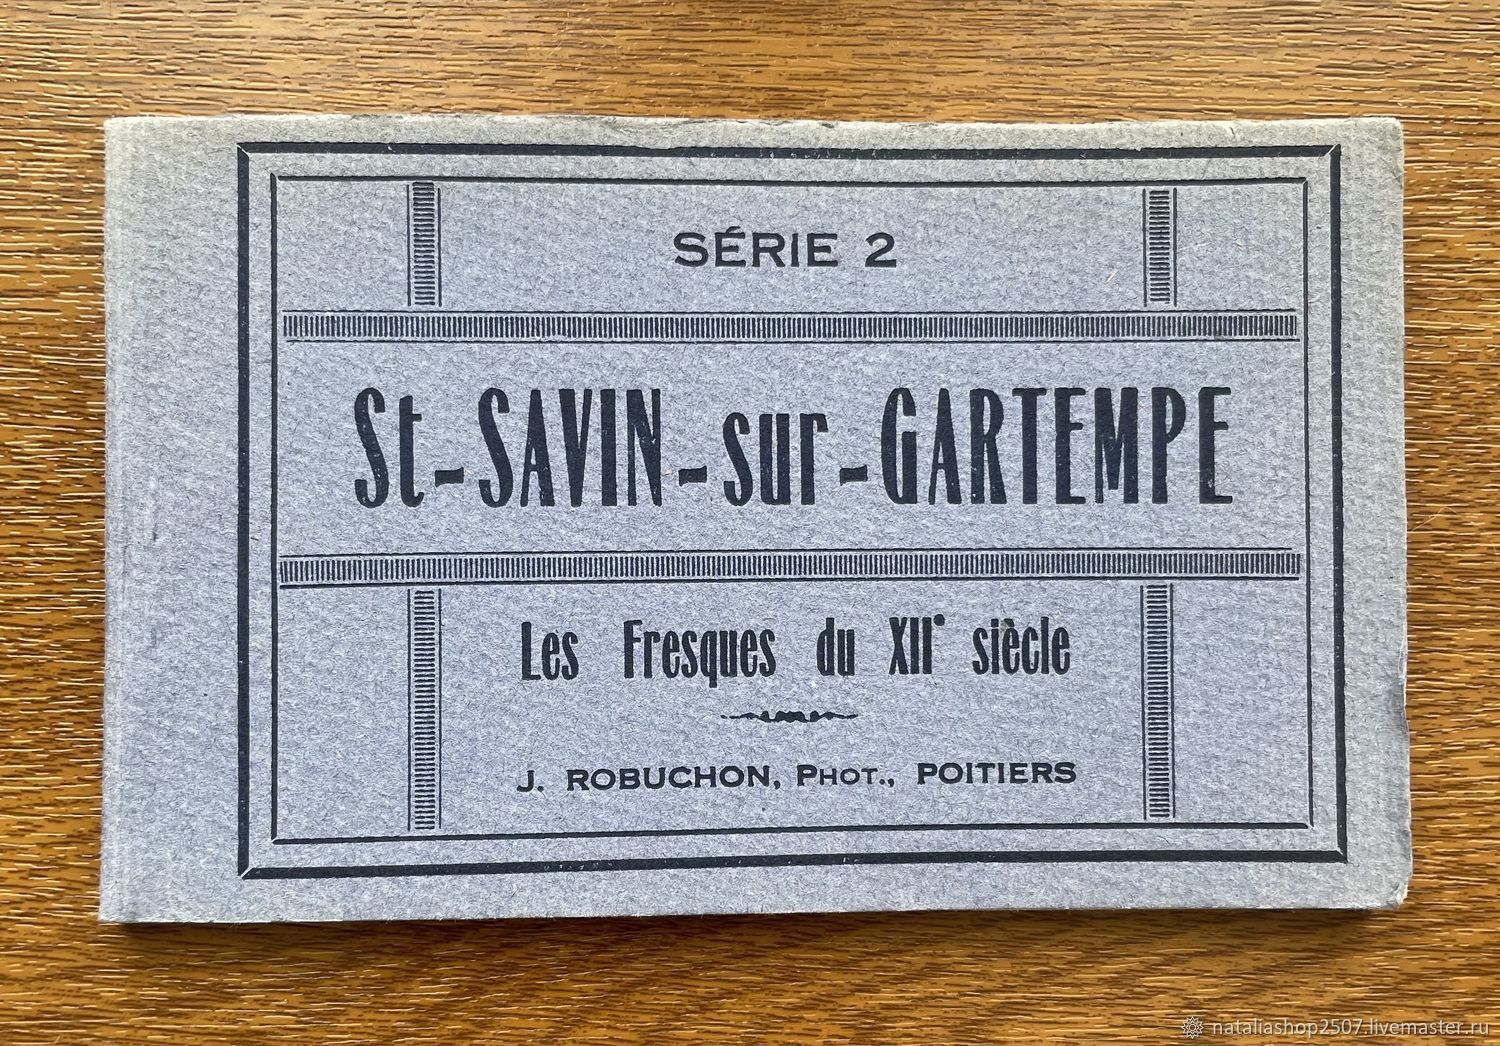 SÉRIE 2
St-SAVIN-sur-GARTEMPE
Les Fresques du XIIe siècle
J. ROBUCHON, PHOT., POITIERS
nataliashop2507.livemaster.ru